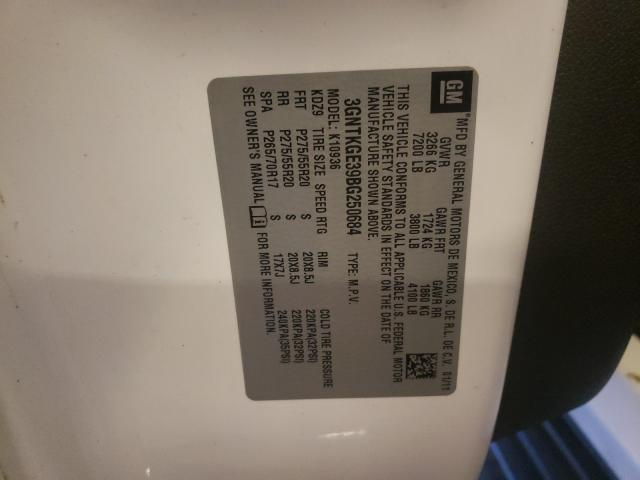 GM
MFD BY GENERAL MOTORS DE MEXICO, S. DE R.L. DE C.V. 01/11
GVWR GAWR FRT GAWR RR
3266 KG 1724 KG 1860 KG
7200 LB 3800 LB 4100 LB
THIS VEHICLE CONFORMS TO ALL APPLICABLE U.S. FEDERAL MOTOR
VEHICLE SAFETY STANDARDS IN EFFECT ON THE DATE OF
MANUFACTURE SHOWN ABOVE.
3GNTKGE39BG250684 TYPE: M.P.V.
MODEL: K10936
KDZ9 TIRE SIZE SPEED RTG RIM COLD TIRE PRESSURE
FRT P275/55R20 S 20X8.5J 220KPA(32PSI)
RR P275/55R20 S 20X8.5J 220KPA(32PSI)
SPA P265/70R17 S 17X7J 240KPA(35PSI)
SEE OWNER'S MANUAL FOR MORE INFORMATION.